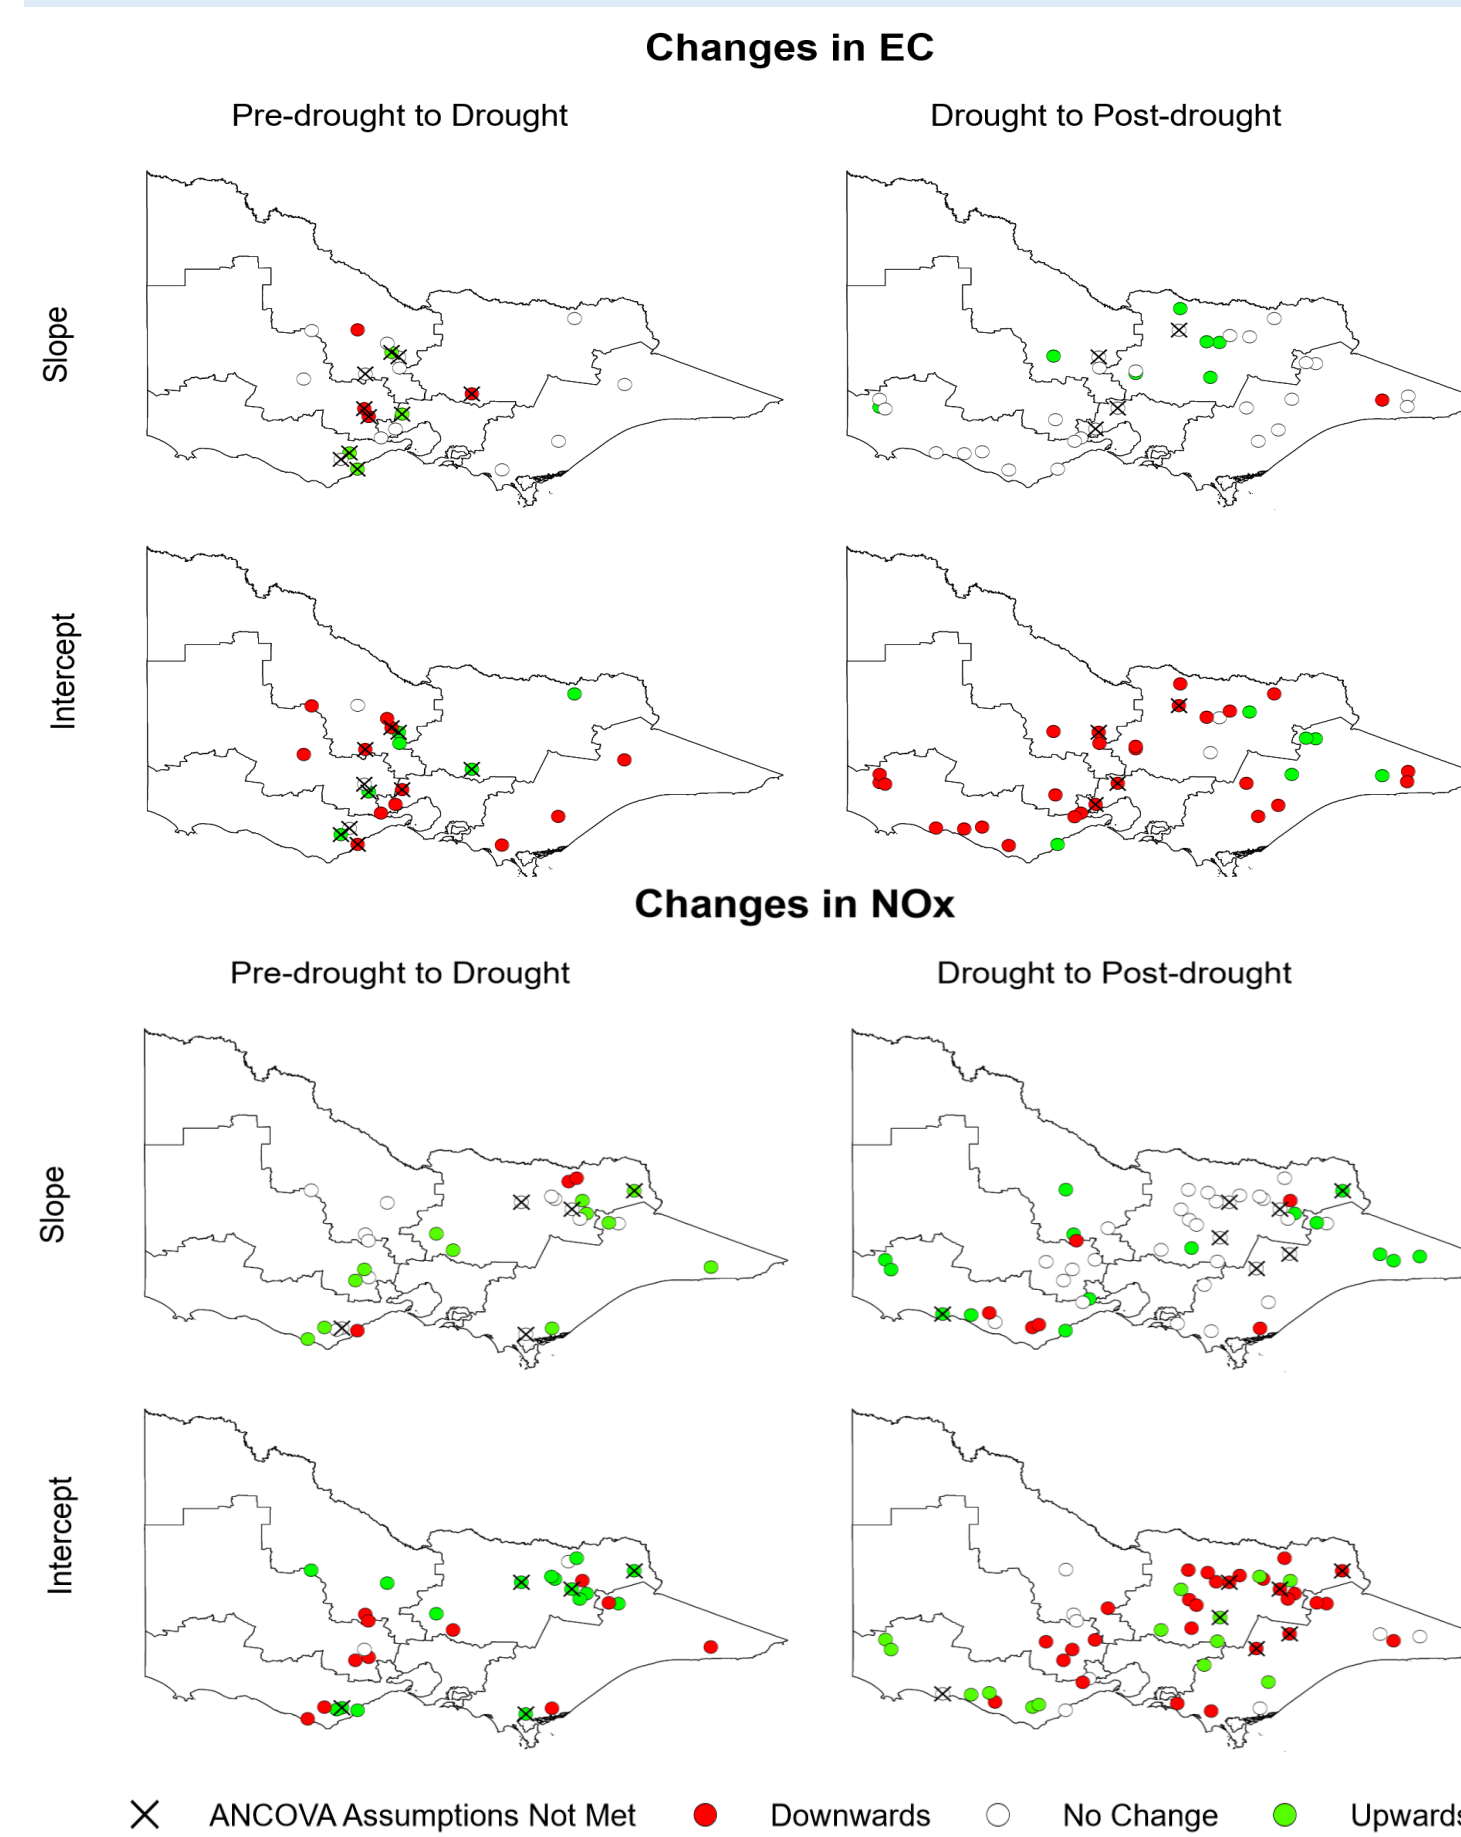 Changes in EC
Pre-drought to Drought
Drought to Post-drought
Slope
Intercept
Changes in NOx
Pre-drought to Drought
Drought to Post-drought
Slope
Intercept
ANCOVA Assumptions Not Met
Downwards
No Change
Upwards